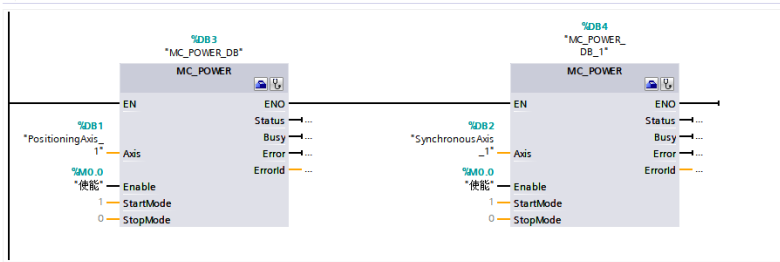 %DB3
"MC_POWER_DB"
MC_POWER
EN
ENO
Status
...
Busy
...
Error
...
ErrorId
...
%DB1
"PositioningAxis_
1"
Axis
%M0.0
"使能"
Enable
1
StartMode
0
StopMode
%DB4
"MC_POWER_
DB_1"
MC_POWER
EN
ENO
Status
...
Busy
...
Error
...
ErrorId
...
%DB2
"SynchronousAxis
_1"
Axis
%M0.0
"使能"
Enable
1
StartMode
0
StopMode